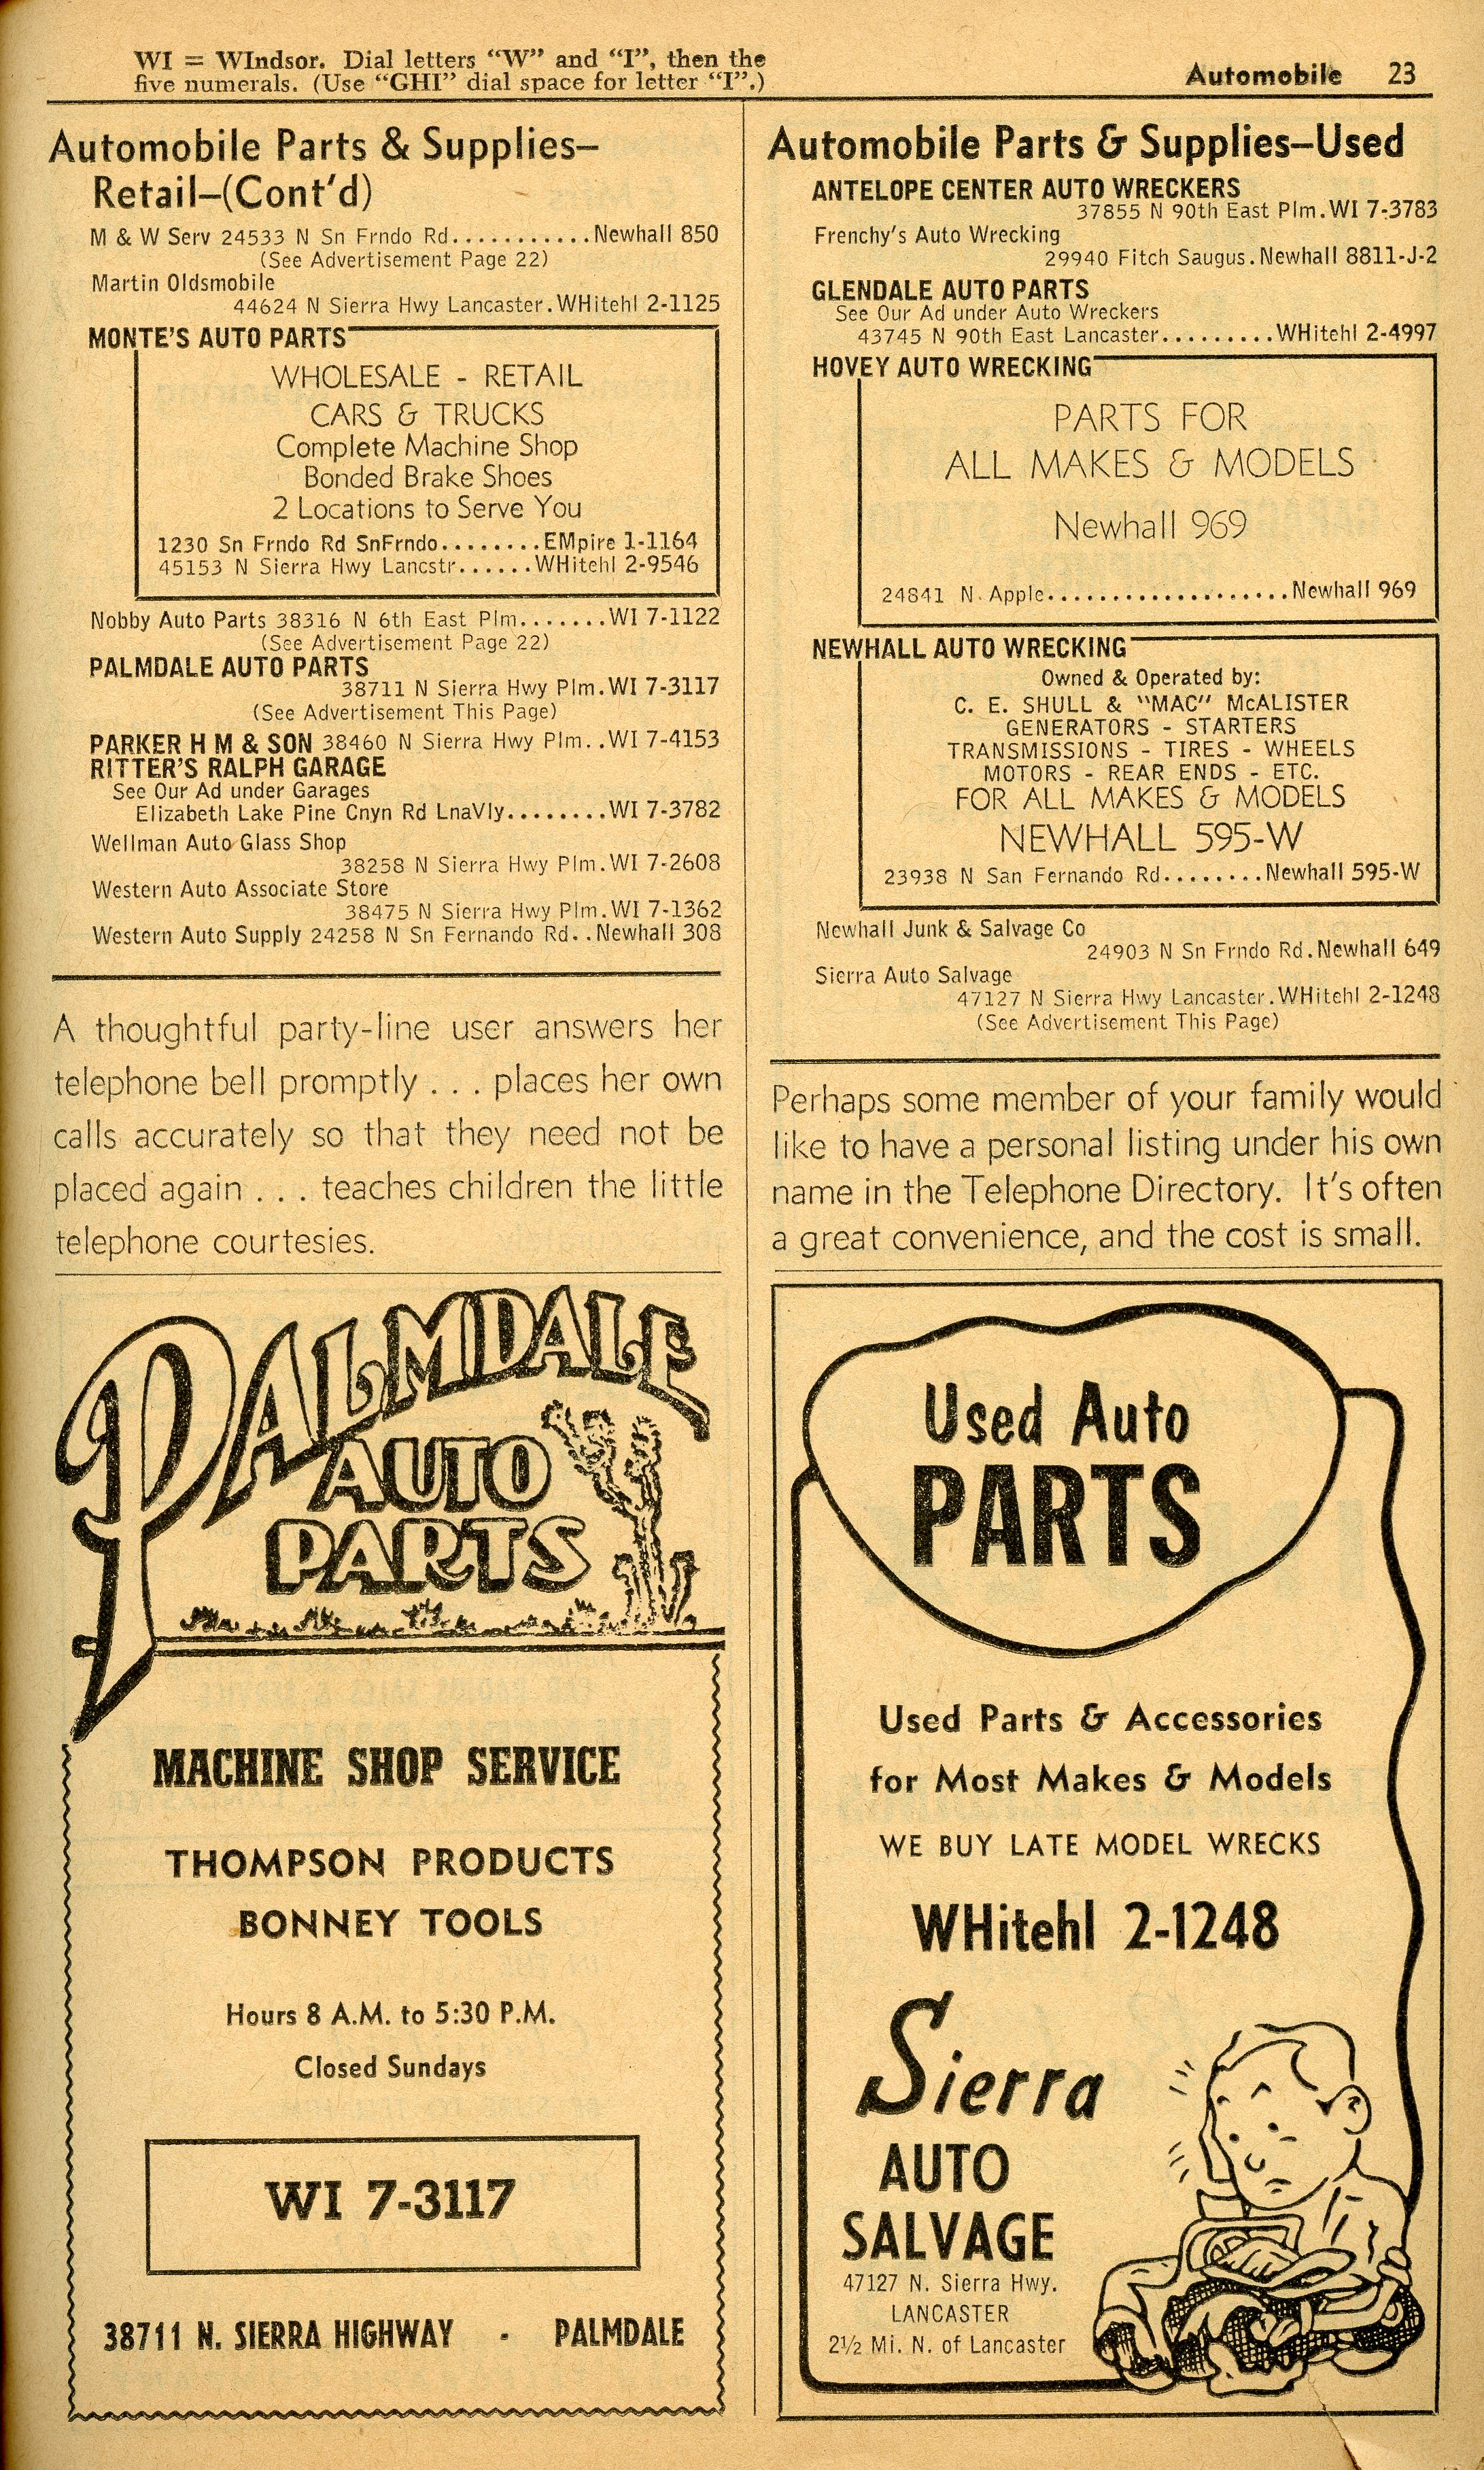 WI = WIndsor. Dial letters “W” and “I”, then the
five numerals. (Use “GHI” dial space for letter “I”.)
Automobile 23
Automobile Parts & Supplies–
Retail–(Cont'd)
M & W Serv 24533 N Sn Frndo Rd...........Newhall 850
(See Advertisement Page 22)
Martin Oldsmobile
44624 N Sierra Hwy Lancaster.WHitehl 2-1125
MONTE'S AUTO PARTS
WHOLESALE - RETAIL
CARS & TRUCKS
Complete Machine Shop
Bonded Brake Shoes
2 Locations to Serve You
1230 Sn Frndo Rd SnFrndo........EMpire 1-1164
45153 N Sierra Hwy Lancstr......WHitehl 2-9546
Nobby Auto Parts 38316 N 6th East Plm.......WI 7-1122
(See Advertisement Page 22)
PALMDALE AUTO PARTS
38711 N Sierra Hwy Plm.WI 7-3117
(See Advertisement This Page)
PARKER H M & SON 38460 N Sierra Hwy Plm..WI 7-4153
RITTER'S RALPH GARAGE
See Our Ad under Garages
Elizabeth Lake Pine Cnyn Rd LnaVly........WI 7-3782
Wellman Auto Glass Shop
38258 N Sierra Hwy Plm.WI 7-2608
Western Auto Associate Store
38475 N Sierra Hwy Plm.WI 7-1362
Western Auto Supply 24258 N Sn Fernando Rd..Newhall 308
A thoughtful party-line user answers her
telephone bell promptly . . . places her own
calls accurately so that they need not be
placed again . . . teaches children the little
telephone courtesies.
PALMDALE
AUTO
PARTS
MACHINE SHOP SERVICE
THOMPSON PRODUCTS
BONNEY TOOLS
Hours 8 A.M. to 5:30 P.M.
Closed Sundays
WI 7-3117
38711 N. SIERRA HIGHWAY - PALMDALE
Automobile Parts & Supplies–Used
ANTELOPE CENTER AUTO WRECKERS
37855 N 90th East Plm.WI 7-3783
Frenchy's Auto Wrecking
29940 Fitch Saugus.Newhall 8811-J-2
GLENDALE AUTO PARTS
See Our Ad under Auto Wreckers
43745 N 90th East Lancaster.........WHitehl 2-4997
HOVEY AUTO WRECKING
PARTS FOR
ALL MAKES & MODELS
Newhall 969
24841 N. Apple...................Newhall 969
NEWHALL AUTO WRECKING
Owned & Operated by:
C. E. SHULL & "MAC" McALISTER
GENERATORS - STARTERS
TRANSMISSIONS - TIRES - WHEELS
MOTORS - REAR ENDS - ETC.
FOR ALL MAKES & MODELS
NEWHALL 595-W
23938 N San Fernando Rd........Newhall 595-W
Newhall Junk & Salvage Co
24903 N Sn Frndo Rd.Newhall 649
Sierra Auto Salvage
47127 N Sierra Hwy Lancaster.WHitehl 2-1248
(See Advertisement This Page)
Perhaps some member of your family would
like to have a personal listing under his own
name in the Telephone Directory. It's often
a great convenience, and the cost is small.
Used Auto
PARTS
Used Parts & Accessories
for Most Makes & Models
WE BUY LATE MODEL WRECKS
WHitehl 2-1248
Sierra
AUTO
SALVAGE
47127 N. Sierra Hwy.
LANCASTER
2½ Mi. N. of Lancaster